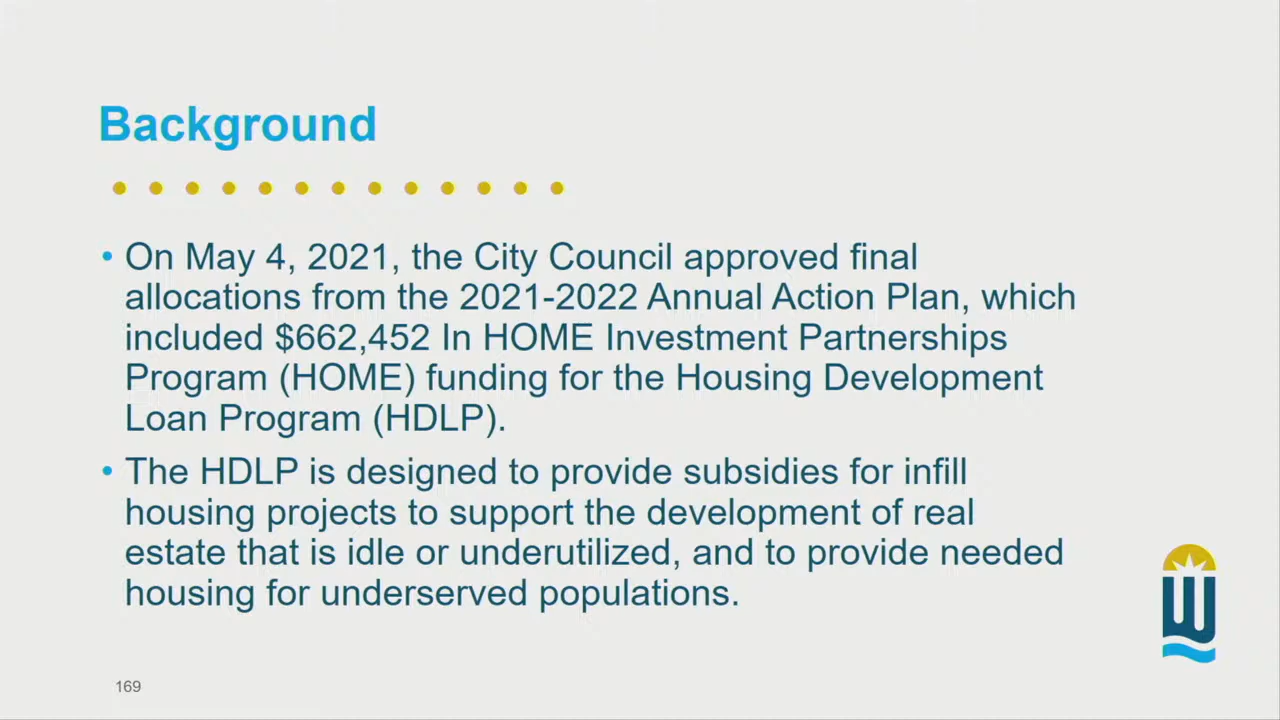 Background
• On May 4, 2021, the City Council approved final
allocations from the 2021-2022 Annual Action Plan, which
included $662,452 In HOME Investment Partnerships
Program (HOME) funding for the Housing Development
Loan Program (HDLP).
• The HDLP is designed to provide subsidies for infill
housing projects to support the development of real
estate that is idle or underutilized, and to provide needed
housing for underserved populations.
169